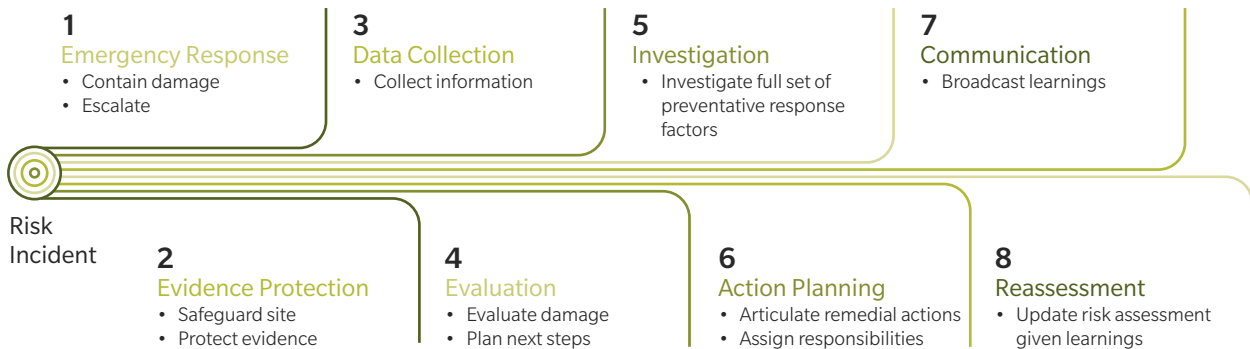 1
Emergency Response
• Contain damage
• Escalate
3
Data Collection
• Collect information
5
Investigation
• Investigate full set of
preventative response
factors
7
Communication
• Broadcast learnings
Risk
Incident
2
Evidence Protection
• Safeguard site
• Protect evidence
4
Evaluation
• Evaluate damage
• Plan next steps
6
Action Planning
• Articulate remedial actions
• Assign responsibilities
8
Reassessment
• Update risk assessment
given learnings